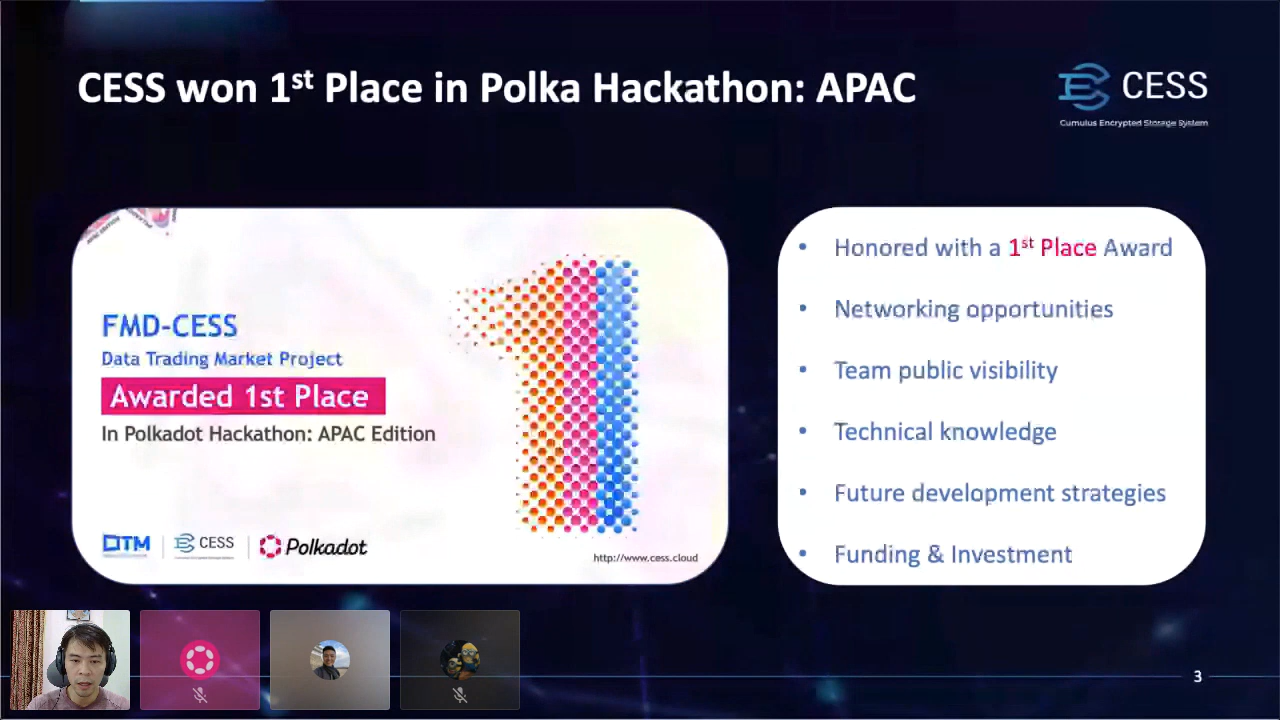 CESS won 1st Place in Polka Hackathon: APAC
CESS
Cumulus Encrypted Storage System
FMD-CESS
Data Trading Market Project
Awarded 1st Place
In Polkadot Hackathon: APAC Edition
DTM
CESS
Polkadot
http://www.cess.cloud
• Honored with a 1st Place Award
• Networking opportunities
• Team public visibility
• Technical knowledge
• Future development strategies
• Funding & Investment
3